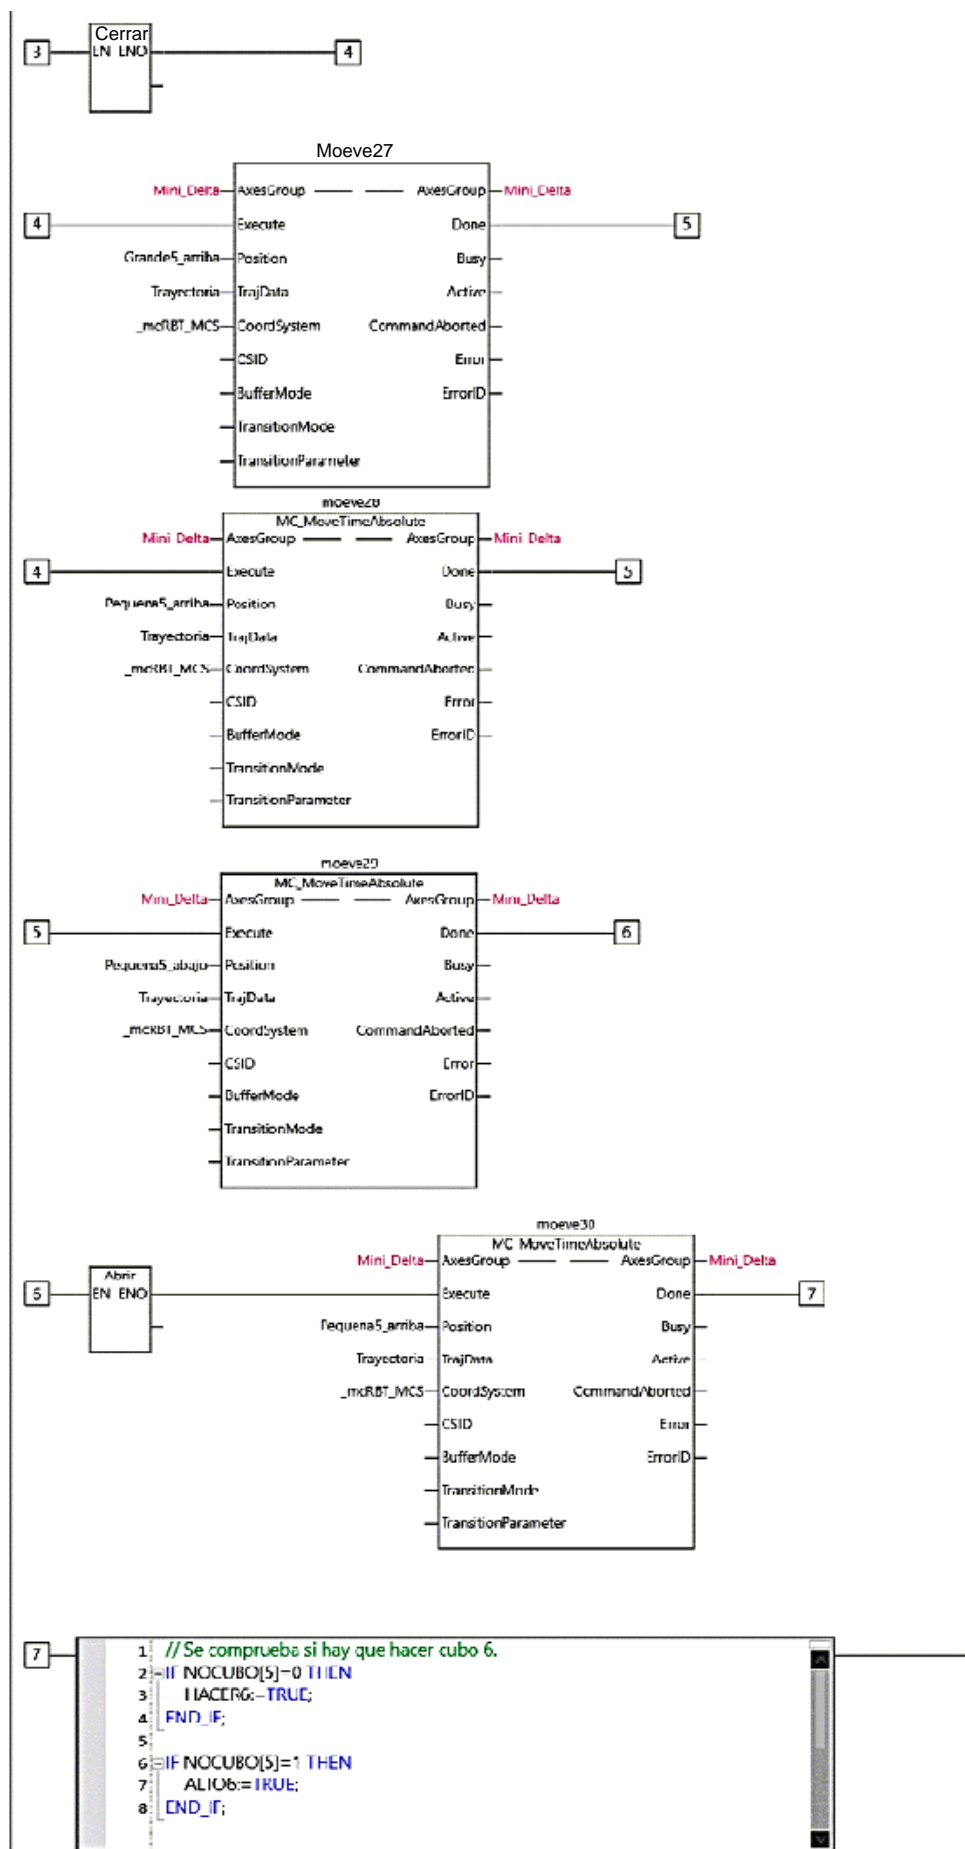 Cerrar
3 EN ENO 4
Moeve27
Mini_Delta AxesGroup AxesGroup Mini_Delta
4 Execute Done 5
Grande5_arriba Position Busy
Trayectoria TrajData Active
_mcRBT_MCS CoordSystem CommandAborted
CSID Error
BufferMode ErrorID
TransitionMode
TransitionParameter
moeve28
MC_MoveTimeAbsolute
Mini_Delta AxesGroup AxesGroup Mini_Delta
4 Execute Done 5
Pequena5_arriba Position Busy
Trayectoria TrajData Active
_mcRBT_MCS CoordSystem CommandAborted
CSID Error
BufferMode ErrorID
TransitionMode
TransitionParameter
moeve29
MC_MoveTimeAbsolute
Mini_Delta AxesGroup AxesGroup Mini_Delta
5 Execute Done 6
Pequena5_abajo Position Busy
Trayectoria TrajData Active
_mcRBT_MCS CoordSystem CommandAborted
CSID Error
BufferMode ErrorID
TransitionMode
TransitionParameter
moeve30
MC_MoveTimeAbsolute
Mini_Delta AxesGroup AxesGroup Mini_Delta
Abrir
6 EN ENO Execute Done 7
Pequena5_arriba Position Busy
Trayectoria TrajData Active
_mcRBT_MCS CoordSystem CommandAborted
CSID Error
BufferMode ErrorID
TransitionMode
TransitionParameter
7 1 // Se comprueba si hay que hacer cubo 6.
2 IF NOCUBO[5]=0 THEN
3 HACER6:=TRUE;
4 END_IF;
5
6 IF NOCUBO[5]=1 THEN
7 ALTO6:=TRUE;
8 END_IF;